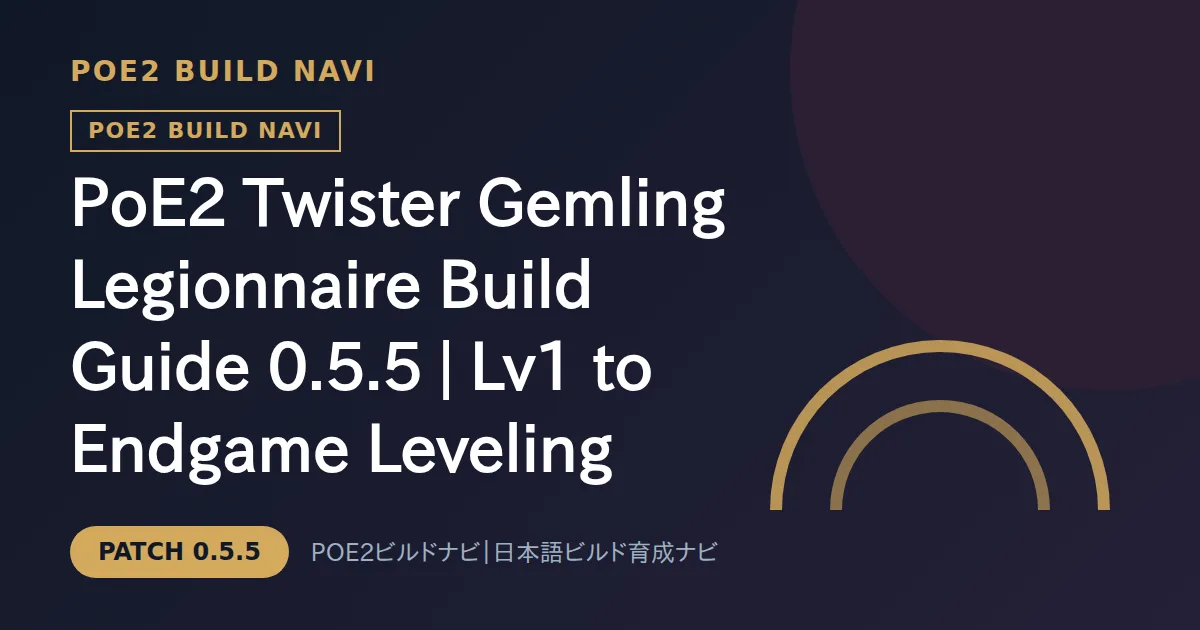 POE2 BUILD NAVI
POE2 BUILD NAVI
PoE2 Twister Gemling
Legionnaire Build
Guide 0.5.5 | Lv1 to
Endgame Leveling
PATCH 0.5.5
POE2ビルドナビ|日本語ビルド育成ナビ